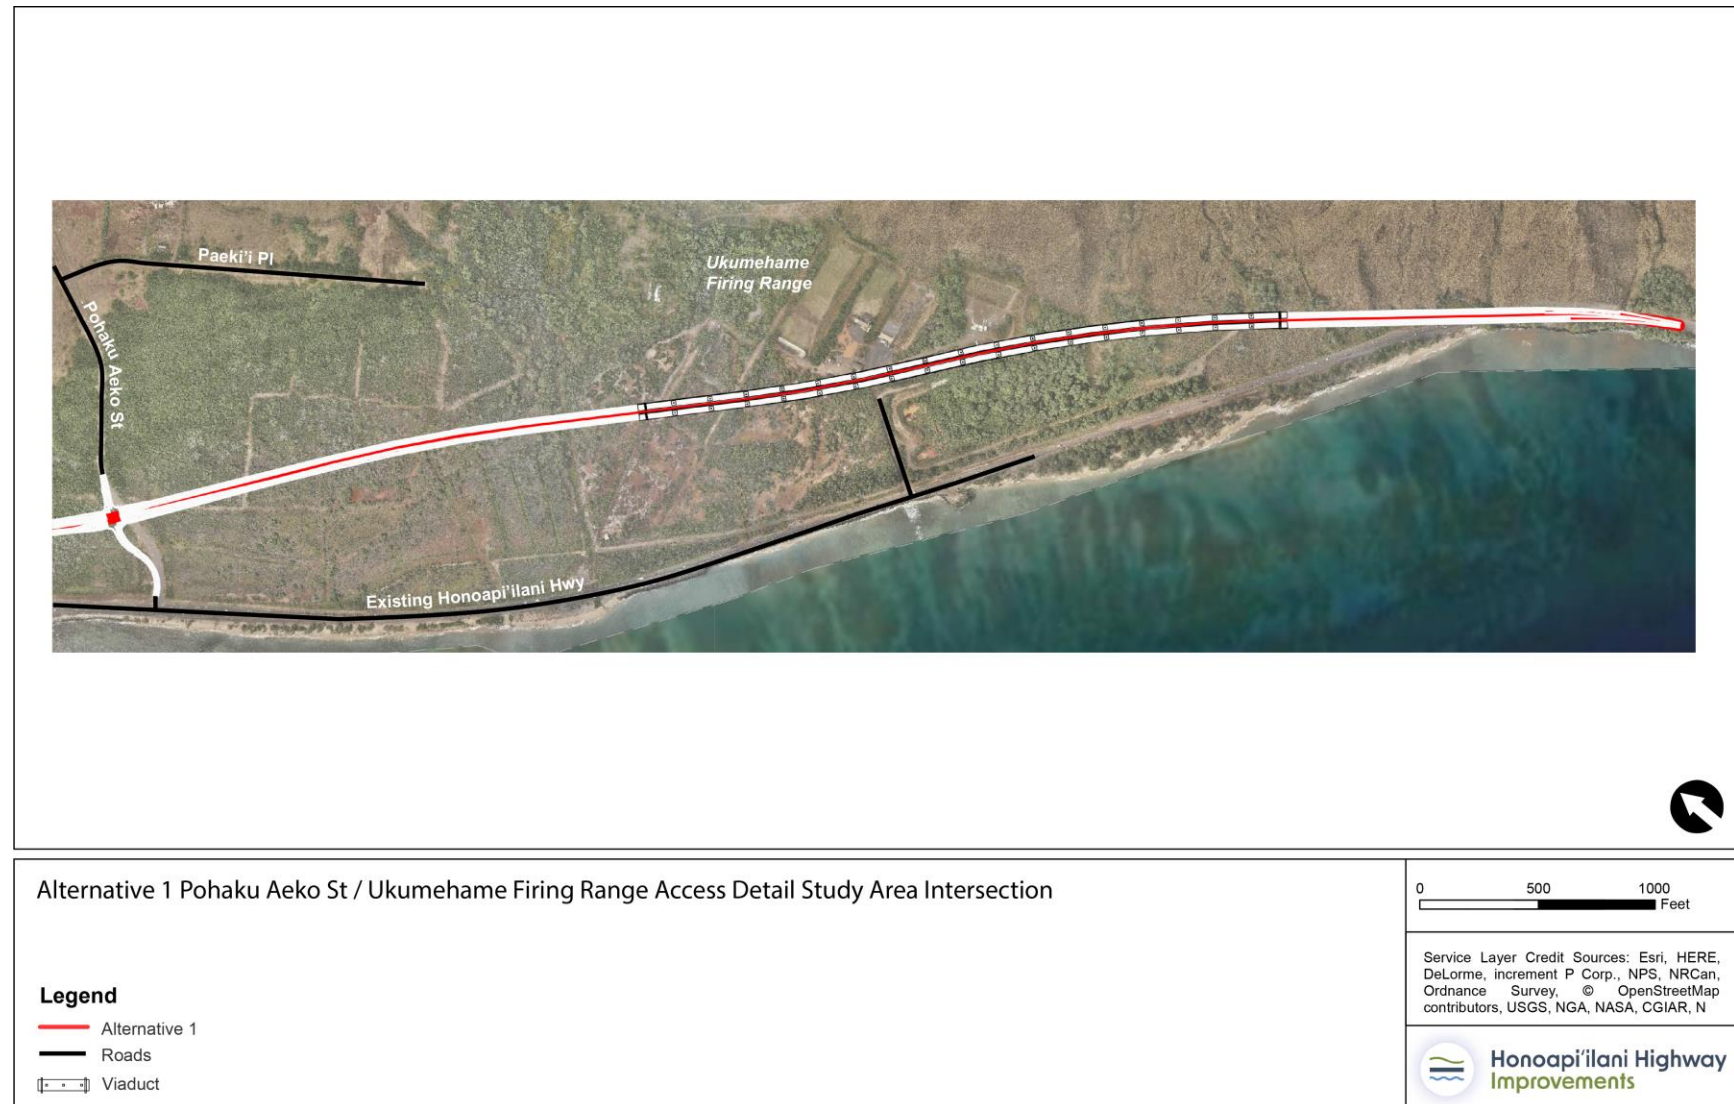 Paeki'i Pl
Ukumehame
Firing Range
Pohaku Aeko St
Existing Honoapi'ilani Hwy
Alternative 1 Pohaku Aeko St / Ukumehame Firing Range Access Detail Study Area Intersection
0 500 1000
Feet
Service Layer Credit Sources: Esri, HERE,
DeLorme, increment P Corp., NPS, NRCan,
Ordnance Survey, © OpenStreetMap
contributors, USGS, NGA, NASA, CGIAR, N
Legend
Alternative 1
Roads
Viaduct
Honoapi'ilani Highway
Improvements